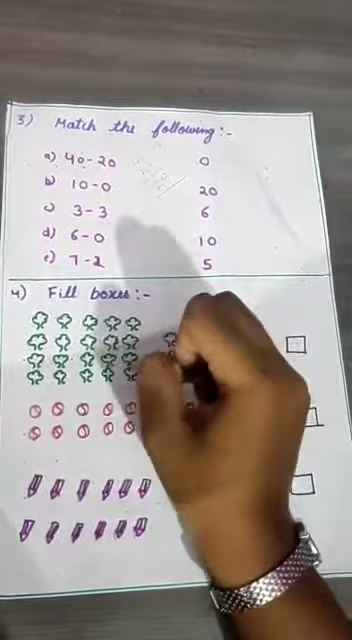 3) Match the following:-
a) 40-20 0
b) 10-0 20
c) 3-3 6
d) 6-0 10
e) 7-2 5
4) Fill boxes:-